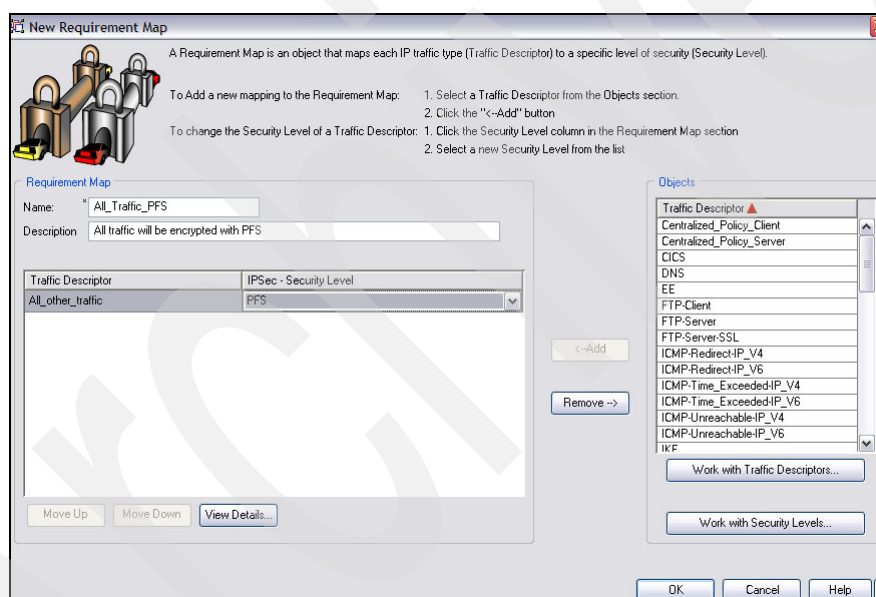 New Requirement Map
A Requirement Map is an object that maps each IP traffic type (Traffic Descriptor) to a specific level of security (Security Level).
To Add a new mapping to the Requirement Map: 1. Select a Traffic Descriptor from the Objects section.
2. Click the "<--Add" button
To change the Security Level of a Traffic Descriptor: 1. Click the Security Level column in the Requirement Map section
2. Select a new Security Level from the list
Requirement Map
Name: * All_Traffic_PFS
Description All traffic will be encrypted with PFS
Traffic Descriptor IPSec - Security Level
All_other_traffic PFS
<--Add
Remove -->
Move Up Move Down View Details...
Objects
Traffic Descriptor
Centralized_Policy_Client
Centralized_Policy_Server
CICS
DNS
EE
FTP-Client
FTP-Server
FTP-Server-SSL
ICMP-Redirect-IP_V4
ICMP-Redirect-IP_V6
ICMP-Time_Exceeded-IP_V4
ICMP-Time_Exceeded-IP_V6
ICMP-Unreachable-IP_V4
ICMP-Unreachable-IP_V6
IKE
Work with Traffic Descriptors...
Work with Security Levels...
OK Cancel Help